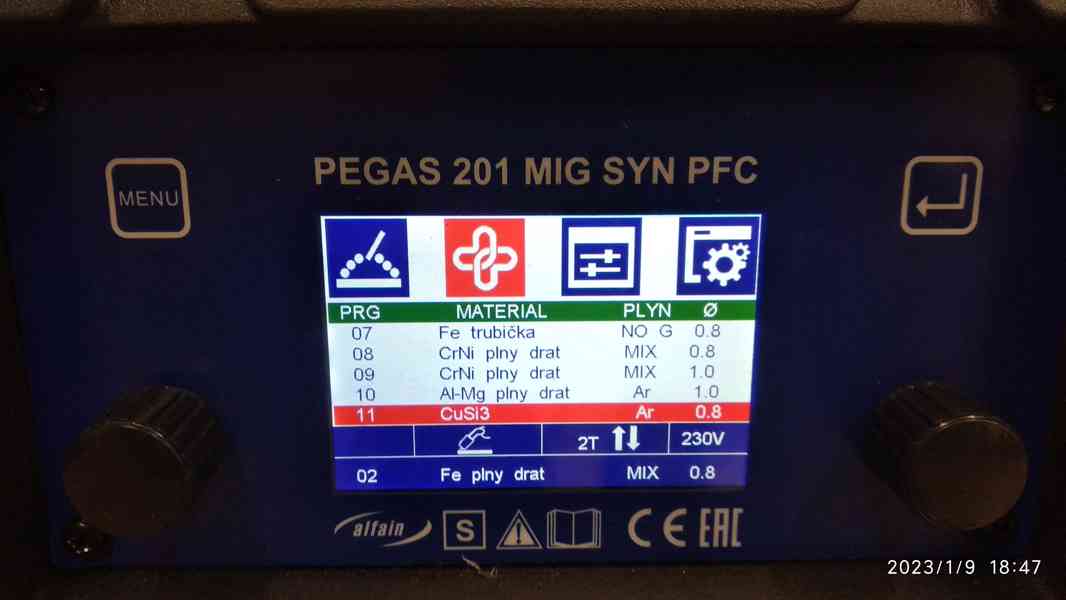 PEGAS 201 MIG SYN PFC
MENU
PRG MATERIAL PLYN Ø
07 Fe trubička NO G 0.8
08 CrNi plny drat MIX 0.8
09 CrNi plny drat MIX 1.0
10 Al-Mg plny drat Ar 1.0
11 CuSi3 Ar 0.8
2T 230V
02 Fe plny drat MIX 0.8
alfain S CE EAC
2023/1/9 18:47